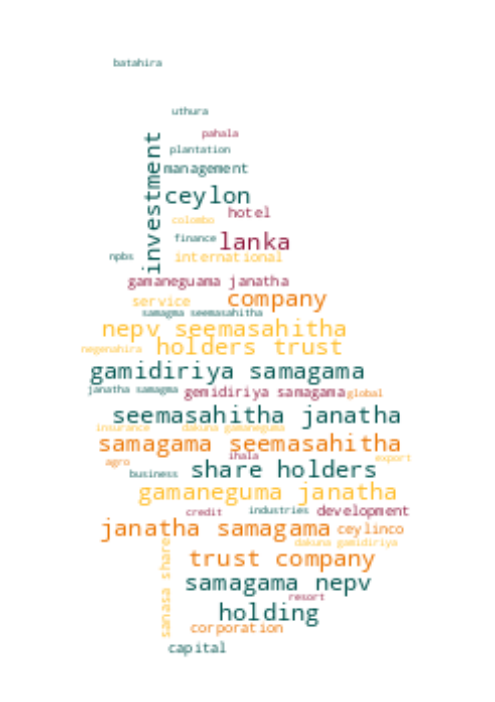 batahira
uthura
pahala
plantation
management
investment
ceylon
hotel
colombo
finance
lanka
npbs
international
gamaneguama janatha
service
company
samagma seemasahitha
nepv seemasahitha
negenahira
holders trust
gamidiriya samagama
janatha samagma
gemidiriya samagama
global
seemasahitha janatha
insurance
dakuna gamaneguma
samagama seemasahitha
ihala
agro
export
business
share holders
gamaneguma janatha
credit
industries
development
janatha samagama
ceylinco
dakuna gamidiriya
sanasa share
trust company
samagama nepv
resort
holding
corporation
capital